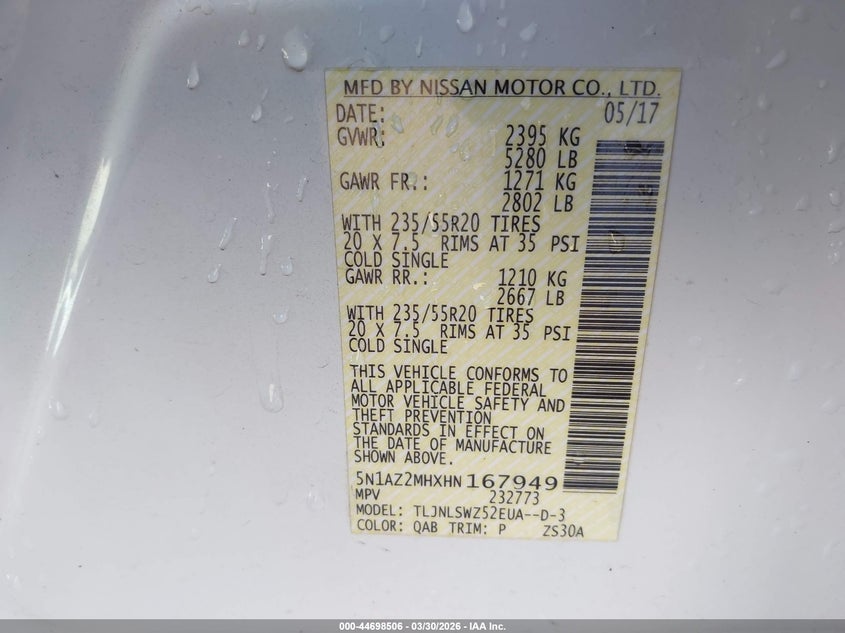 MFD BY NISSAN MOTOR CO., LTD.
DATE: 05/17
GVWR: 2395 KG
5280 LB
GAWR FR.: 1271 KG
2802 LB
WITH 235/55R20 TIRES
20 X 7.5 RIMS AT 35 PSI
COLD SINGLE
GAWR RR.: 1210 KG
2667 LB
WITH 235/55R20 TIRES
20 X 7.5 RIMS AT 35 PSI
COLD SINGLE
THIS VEHICLE CONFORMS TO
ALL APPLICABLE FEDERAL
MOTOR VEHICLE SAFETY AND
THEFT PREVENTION
STANDARDS IN EFFECT ON
THE DATE OF MANUFACTURE
SHOWN ABOVE.
5N1AZ2MHXHN167949
MPV 232773
MODEL: TLJNLSWZ52EUA--D-3
COLOR: QAB TRIM: P ZS30A
000-44698506 - 03/30/2026 - IAA Inc.